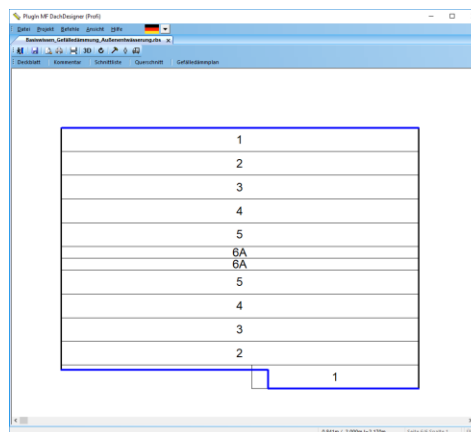 PlugIn MF DachDesigner (Profi)
Datei Projekt Befehle Ansicht Hilfe
Basiswissen_Gefälledämmung_Außenentwässerung.rbs x
3D
Deckblatt Kommentar Schnittliste Querschnitt Gefälledämmplan
1
2
3
4
5
6A
6A
5
4
3
2
1